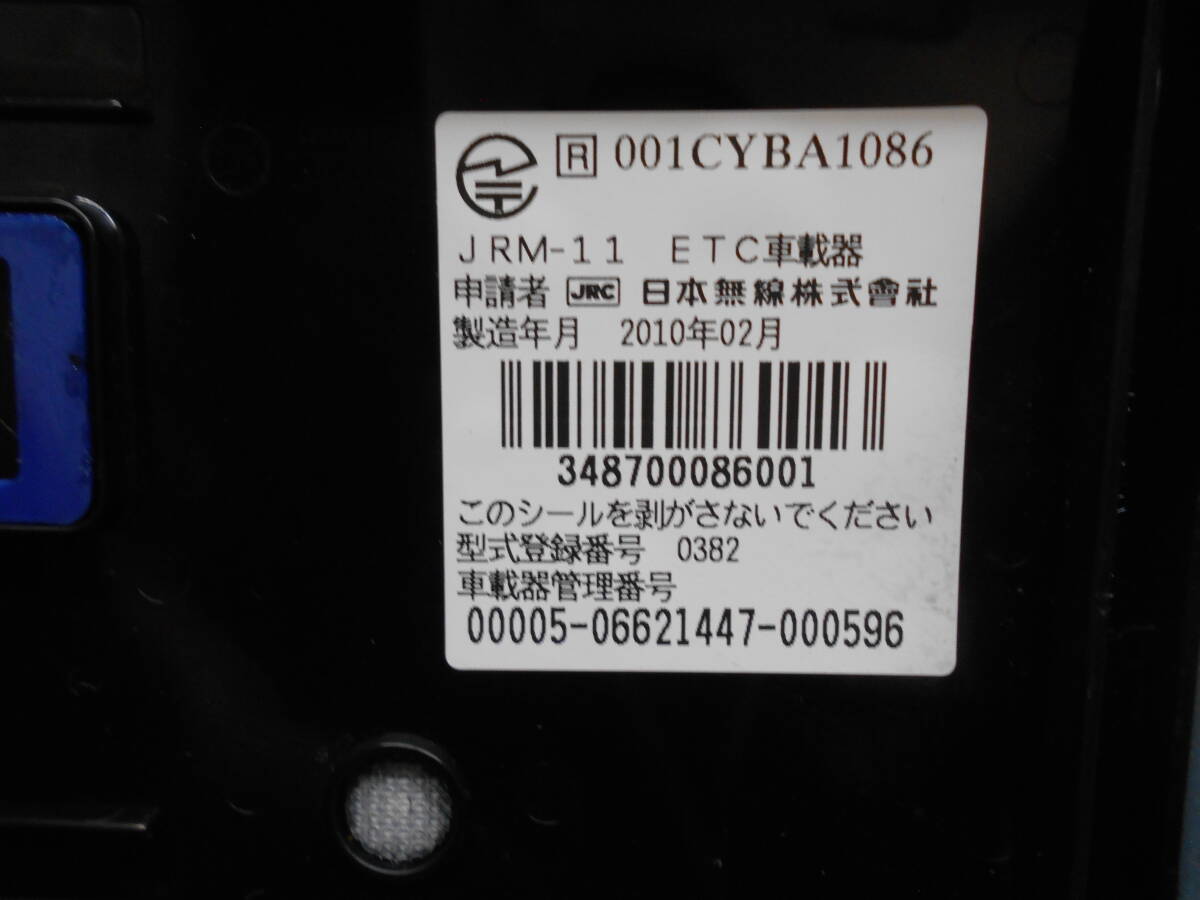 R 001CYBA1086
JRM-11 ETC車載器
申請者 JRC 日本無線株式會社
製造年月 2010年02月
348700086001
このシールを剥がさないでください
型式登録番号 0382
車載器管理番号
00005-06621447-000596